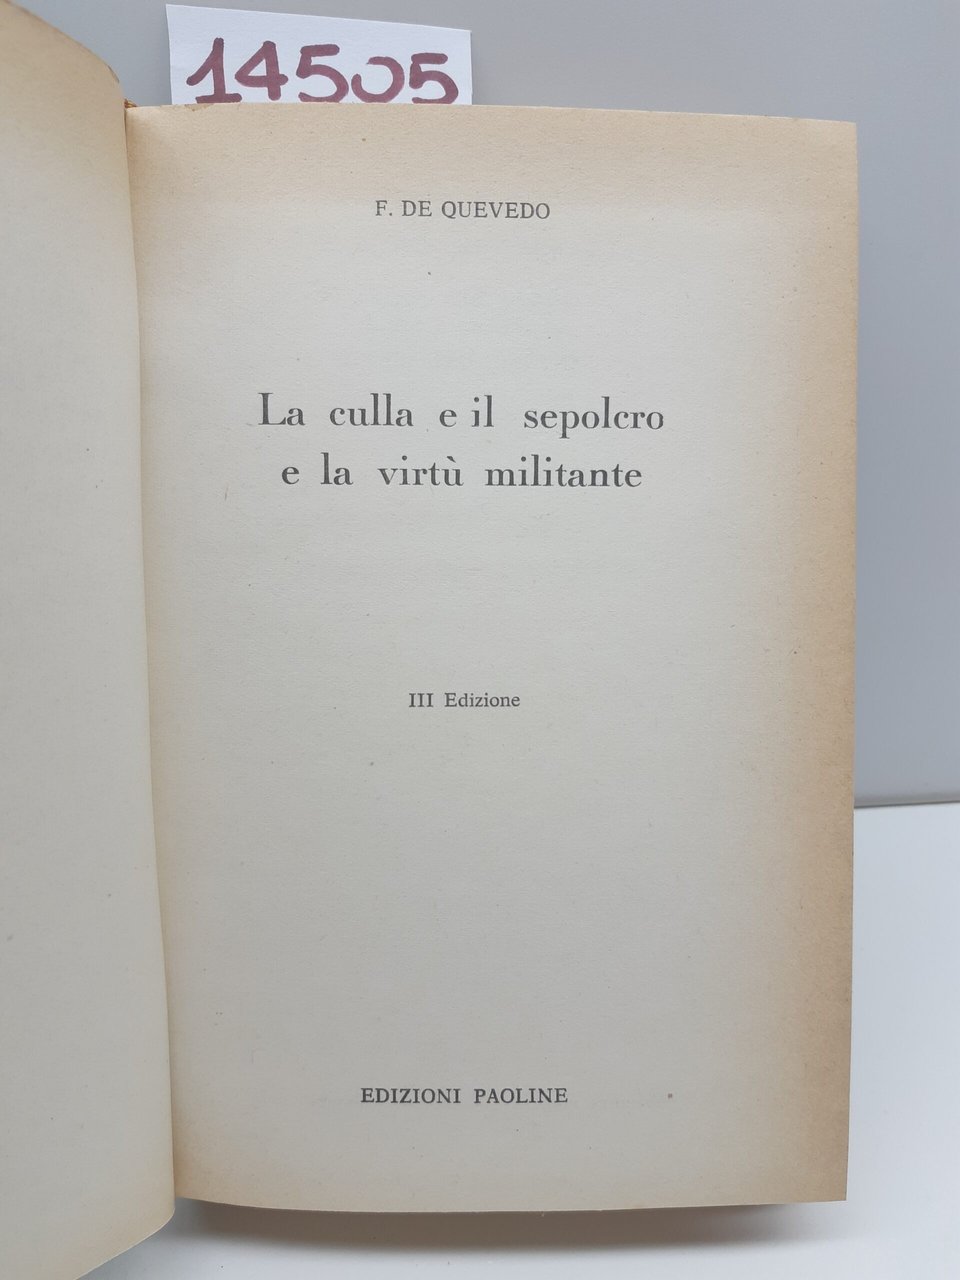 14505
F. DE QUEVEDO
La culla e il sepolcro
e la virtù militante
III Edizione
EDIZIONI PAOLINE